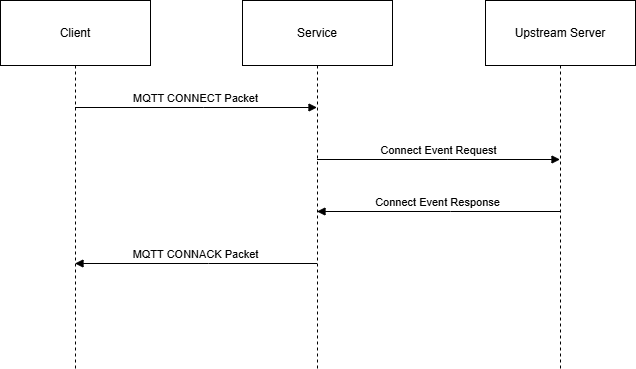 Client
Service
Upstream Server
MQTT CONNECT Packet
Connect Event Request
Connect Event Response
MQTT CONNACK Packet